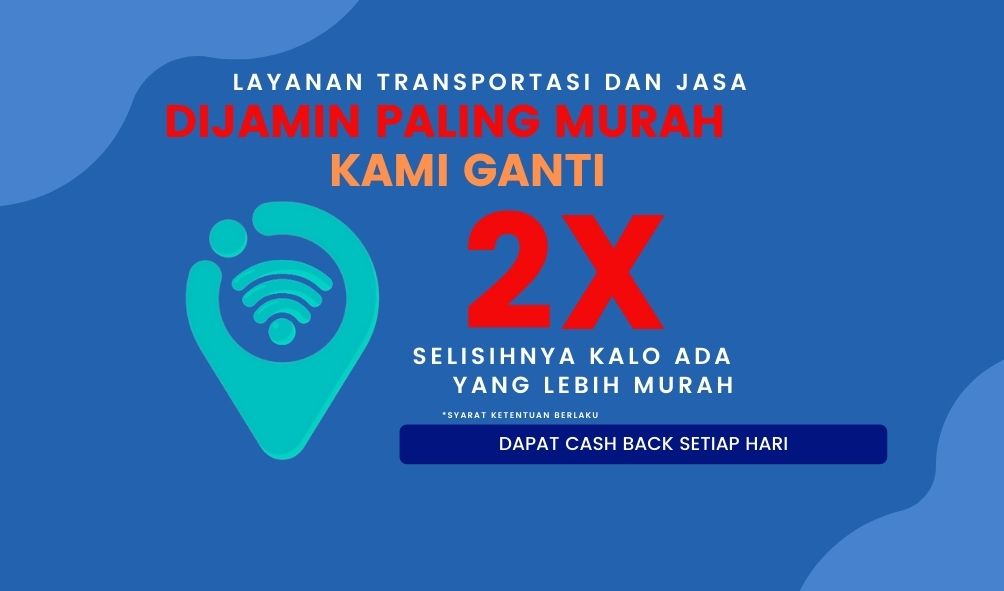 LAYANAN TRANSPORTASI DAN JASA
DIJAMIN PALING MURAH
KAMI GANTI
2X
SELISIHNYA KALO ADA
YANG LEBIH MURAH
*SYARAT KETENTUAN BERLAKU
DAPAT CASH BACK SETIAP HARI